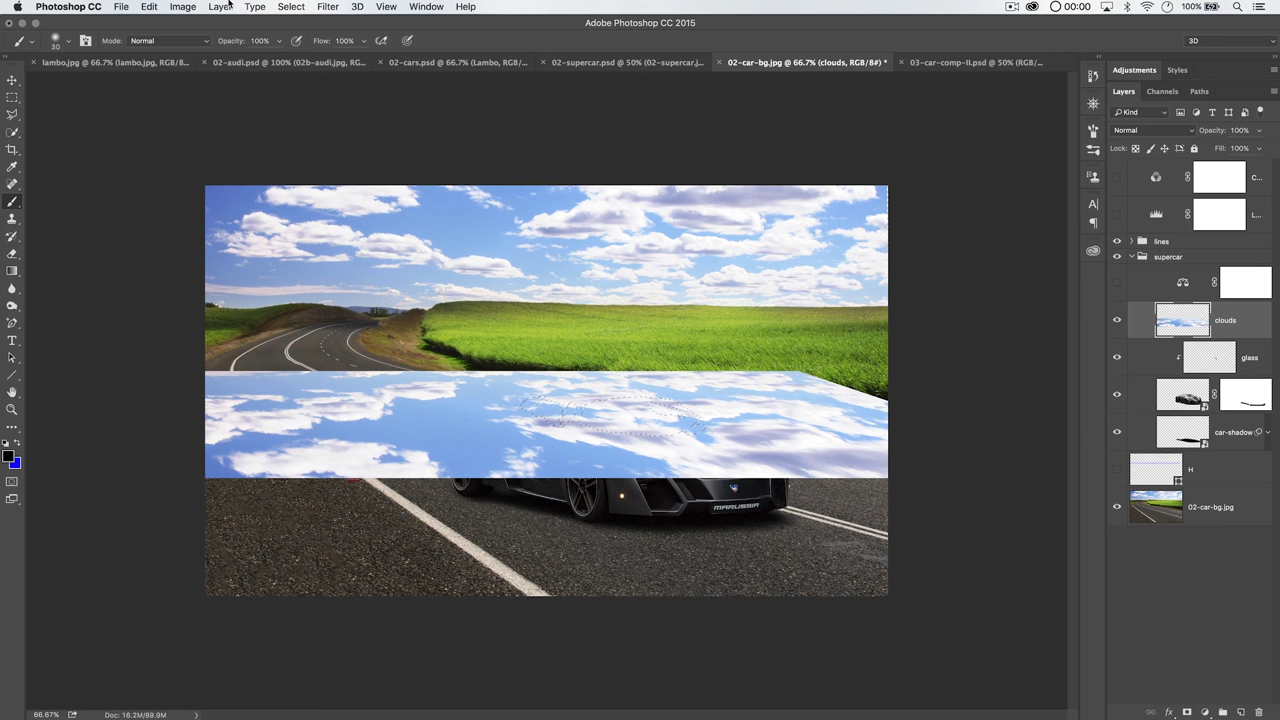 Photoshop CC File Edit Image Layer Type Select Filter 3D View Window Help 00:00 100%
Adobe Photoshop CC 2015
30 Mode: Normal Opacity: 100% Flow: 100% 3D
lambo.jpg @ 66.7% (lambo.jpg, RGB/8... 02-audi.psd @ 100% (02b-audi.jpg, RG... 02-cars.psd @ 66.7% (Lambo, RGB/... 02-supercar.psd @ 50% (02-supercar.j... 02-car-bg.jpg @ 66.7% (clouds, RGB/8#) * 03-car-comp-II.psd @ 50% (RGB/...
Adjustments Styles
Layers Channels Paths
Kind
Normal Opacity: 100%
Lock: Fill: 100%
C...
L...
lines
supercar
clouds
glass
car-shadow
H
02-car-bg.jpg
MARUSSIA
66.67% Doc: 16.2M/89.9M